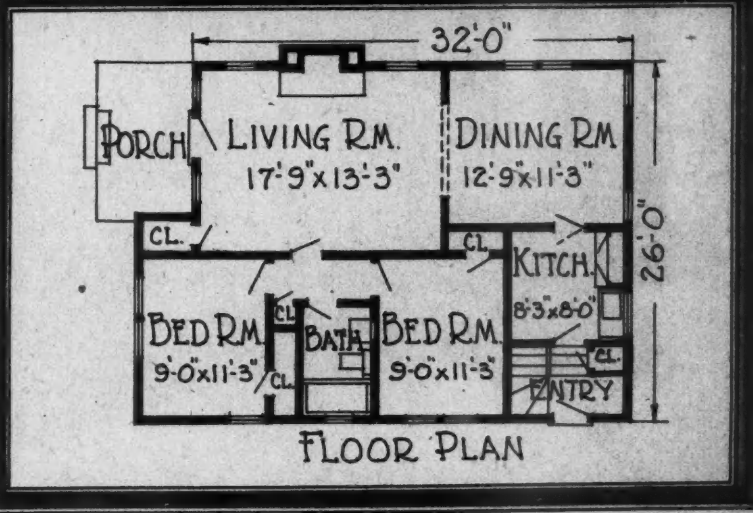 32'-0"
PORCH
LIVING RM.
17'-9"x13'-3"
DINING RM
12'-9"x11'-3"
26'-0"
CL.
CL
KITCH.
8'-3"x8'-0"
BED RM.
9'-0"x11'-3"
CL
CL.
BATH
BED RM.
9'-0"x11'-3
CL.
ENTRY
FLOOR PLAN